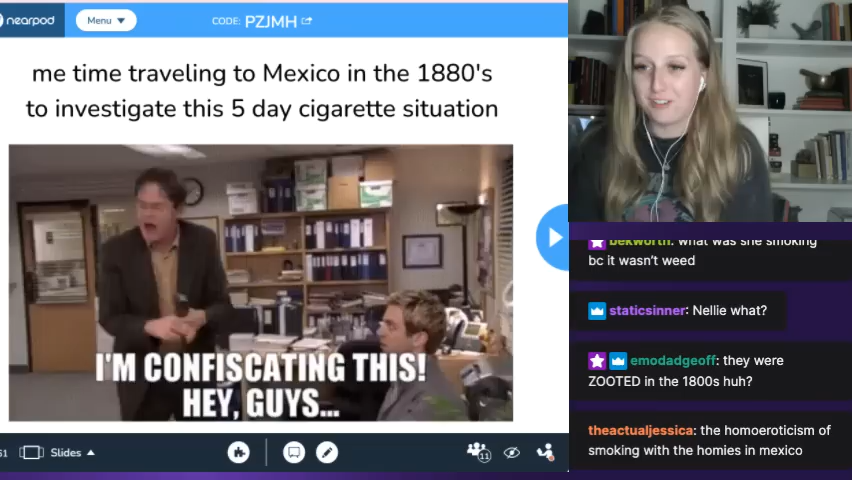 nearpod
Menu
CODE: PZJMH
me time traveling to Mexico in the 1880's
to investigate this 5 day cigarette situation
I'M CONFISCATING THIS!
HEY, GUYS...
Slides
11
bekworth: what was she smoking
bc it wasn't weed
staticsinner: Nellie what?
emodadgeoff: they were
ZOOTED in the 1800s huh?
theactualjessica: the homoeroticism of
smoking with the homies in mexico